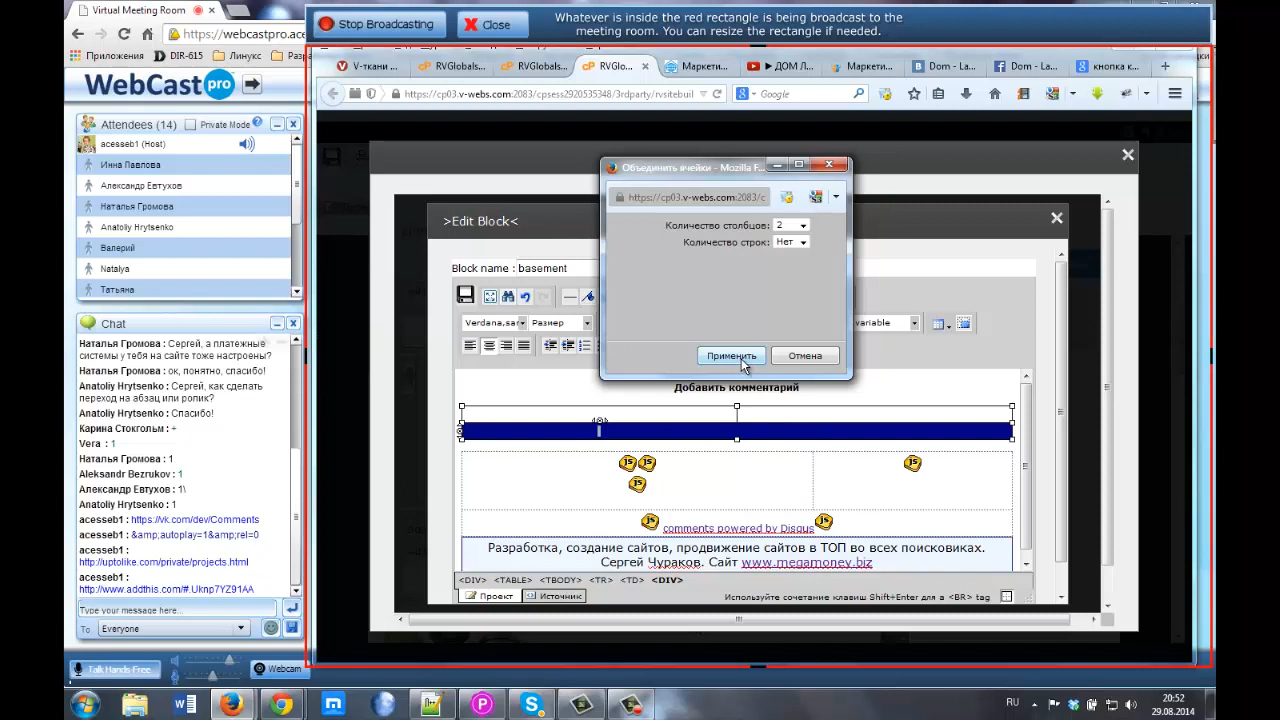 Virtual Meeting Room
https://webcastpro.ace
Приложения DIR-615 Линукс Разра
WebCast pro
Attendees (14) Private Mode
acesseb1 (Host)
Инна Павлова
Александр Евтухов
Наталья Громова
Anatoliy Hrytsenko
Валерий
Natalya
Татьяна
Chat
Наталья Громова: Сергей, а платежные
системы у тебя на сайте тоже настроены?
Наталья Громова : ок, понятно, спасибо!
Anatoliy Hrytsenko : Сергей, как сделать
переход на абзац или ролик?
Anatoliy Hrytsenko : Спасибо!
Карина Стокгольм : +
Vera : 1
Наталья Громова : 1
Aleksandr Bezrukov : 1
Александр Евтухов : 1\
Anatoliy Hrytsenko : 1
acesseb1 : https://vk.com/dev/Comments
acesseb1 : &amp;autoplay=1&amp;rel=0
acesseb1 :
http://uptolike.com/private/projects.html
acesseb1 :
http://www.addthis.com/#.Uknp7YZ91AA
Type your message here...
To Everyone
Talk Hands-Free Webcam
Stop Broadcasting Close
Whatever is inside the red rectangle is being broadcast to the
meeting room. You can resize the rectangle if needed.
V-ткани ... RVGlobals... RVGlobals... RVGlo... Маркети... ДОМ Л... Маркети... Dom - La... Dom - La... кнопка к...
https://cp03.v-webs.com:2083/cpsess2920535348/3rdparty/rvsitebuil Google
>Edit Block<
Block name : basement
Verdana,sar Размер variable
Объединить ячейки - Mozilla F...
https://cp03.v-webs.com:2083/c
Количество столбцов: 2
Количество строк: Нет
Применить Отмена
Добавить комментарий
js js js
js
js comments powered by Disqus js
Разработка, создание сайтов, продвижение сайтов в ТОП во всех поисковиках.
Сергей Чураков. Сайт www.megamoney.biz
<DIV> <TABLE> <TBODY> <TR> <TD> <DIV>
Проект Источник Используйте сочетание клавиш Shift+Enter для a <BR> tag
RU 20:52
29.08.2014